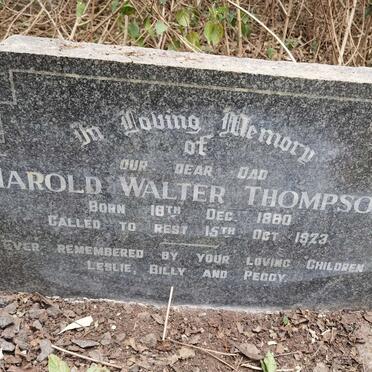 In Loving Memory
of
OUR DEAR DAD
HAROLD WALTER THOMPSO
BORN 18TH DEC. 1880
CALLED TO REST 15TH OCT 1973
EVER REMEMBERED BY YOUR LOVING CHILDREN
LESLIE, BILLY AND PEGGY